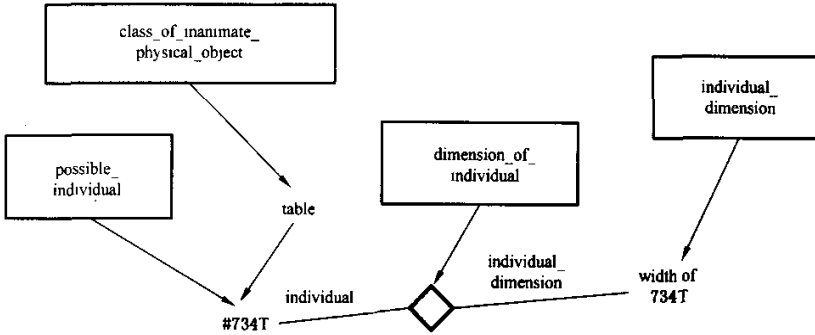 class_of_inanimate_
physical_object
individual_
dimension
possible_
individual
dimension_of_
individual
table
individual_
dimension
width of
734T
individual
#734T